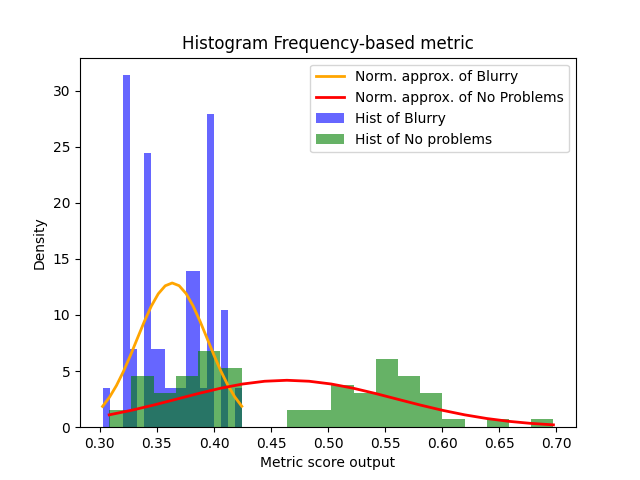 Histogram Frequency-based metric
Norm. approx. of Blurry
Norm. approx. of No Problems
Hist of Blurry
Hist of No problems
Density
30
25
20
15
10
5
0
0.30 0.35 0.40 0.45 0.50 0.55 0.60 0.65 0.70
Metric score output